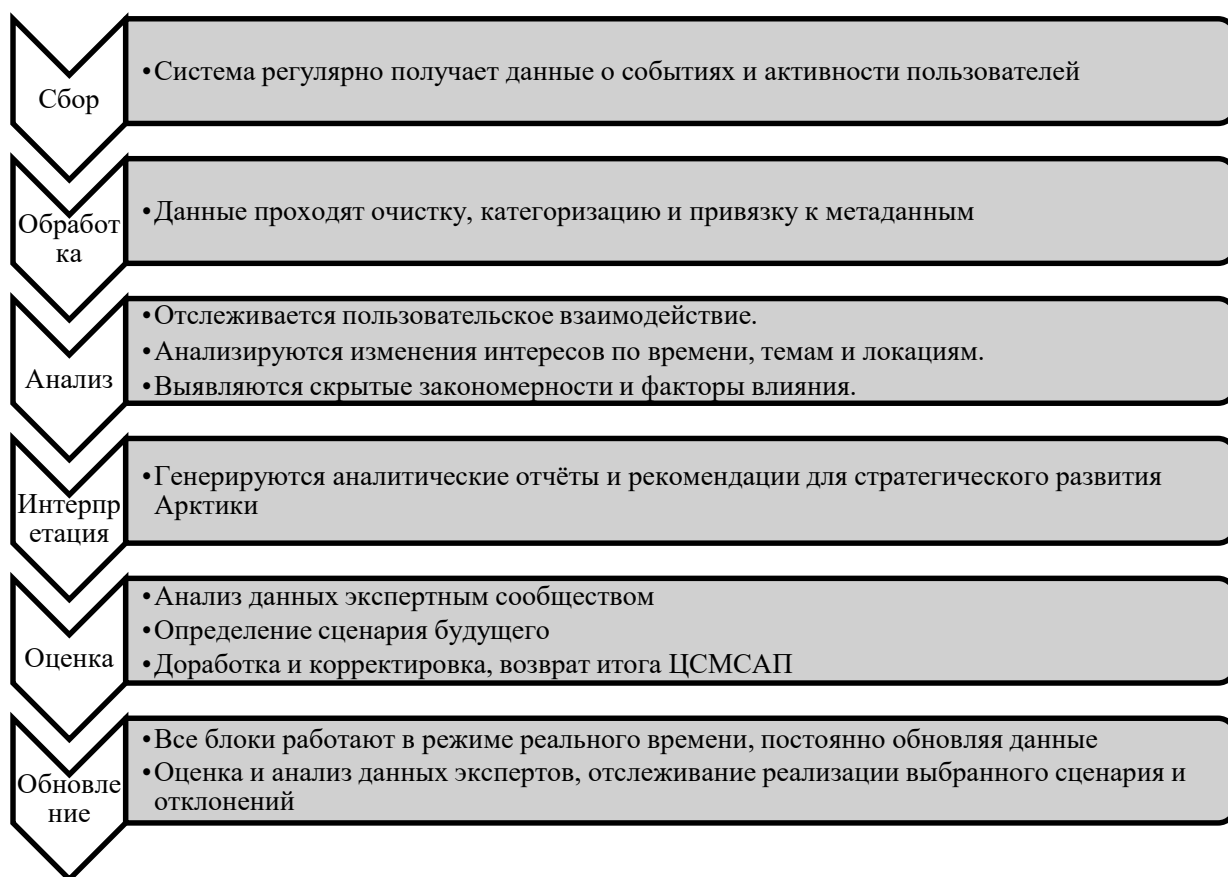 Сбор
•Система регулярно получает данные о событиях и активности пользователей
Обработ
ка
•Данные проходят очистку, категоризацию и привязку к метаданным
Анализ
•Отслеживается пользовательское взаимодействие.
•Анализируются изменения интересов по времени, темам и локациям.
•Выявляются скрытые закономерности и факторы влияния.
Интерпр
етация
•Генерируются аналитические отчёты и рекомендации для стратегического развития
Арктики
Оценка
•Анализ данных экспертным сообществом
•Определение сценария будущего
•Доработка и корректировка, возврат итога ЦСМСАП
Обновле
ние
•Все блоки работают в режиме реального времени, постоянно обновляя данные
•Оценка и анализ данных экспертов, отслеживание реализации выбранного сценария и
отклонений